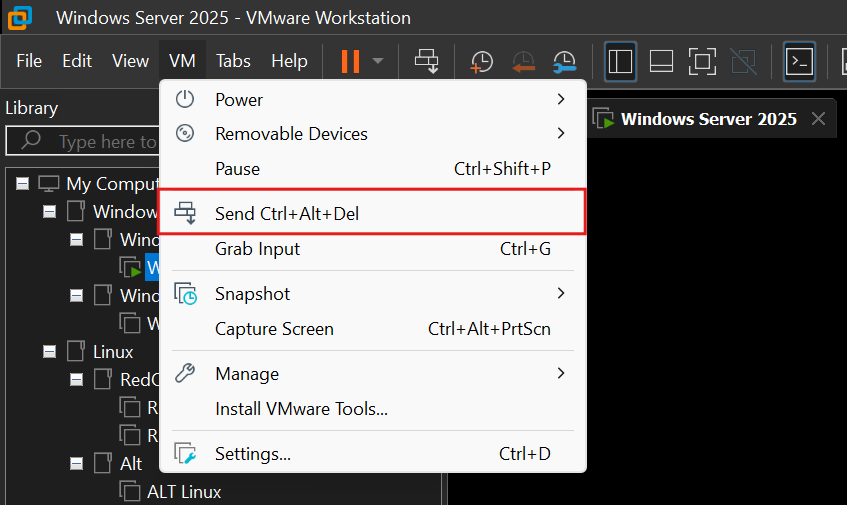 Windows Server 2025 - VMware Workstation
File Edit View VM Tabs Help
Library
Type here to
My Comput
Window
Wind
W
Wind
W
Linux
RedC
R
R
Alt
ALT Linux
Power
Removable Devices
Pause Ctrl+Shift+P
Send Ctrl+Alt+Del
Grab Input Ctrl+G
Snapshot
Capture Screen Ctrl+Alt+PrtScn
Manage
Install VMware Tools...
Settings... Ctrl+D
Windows Server 2025